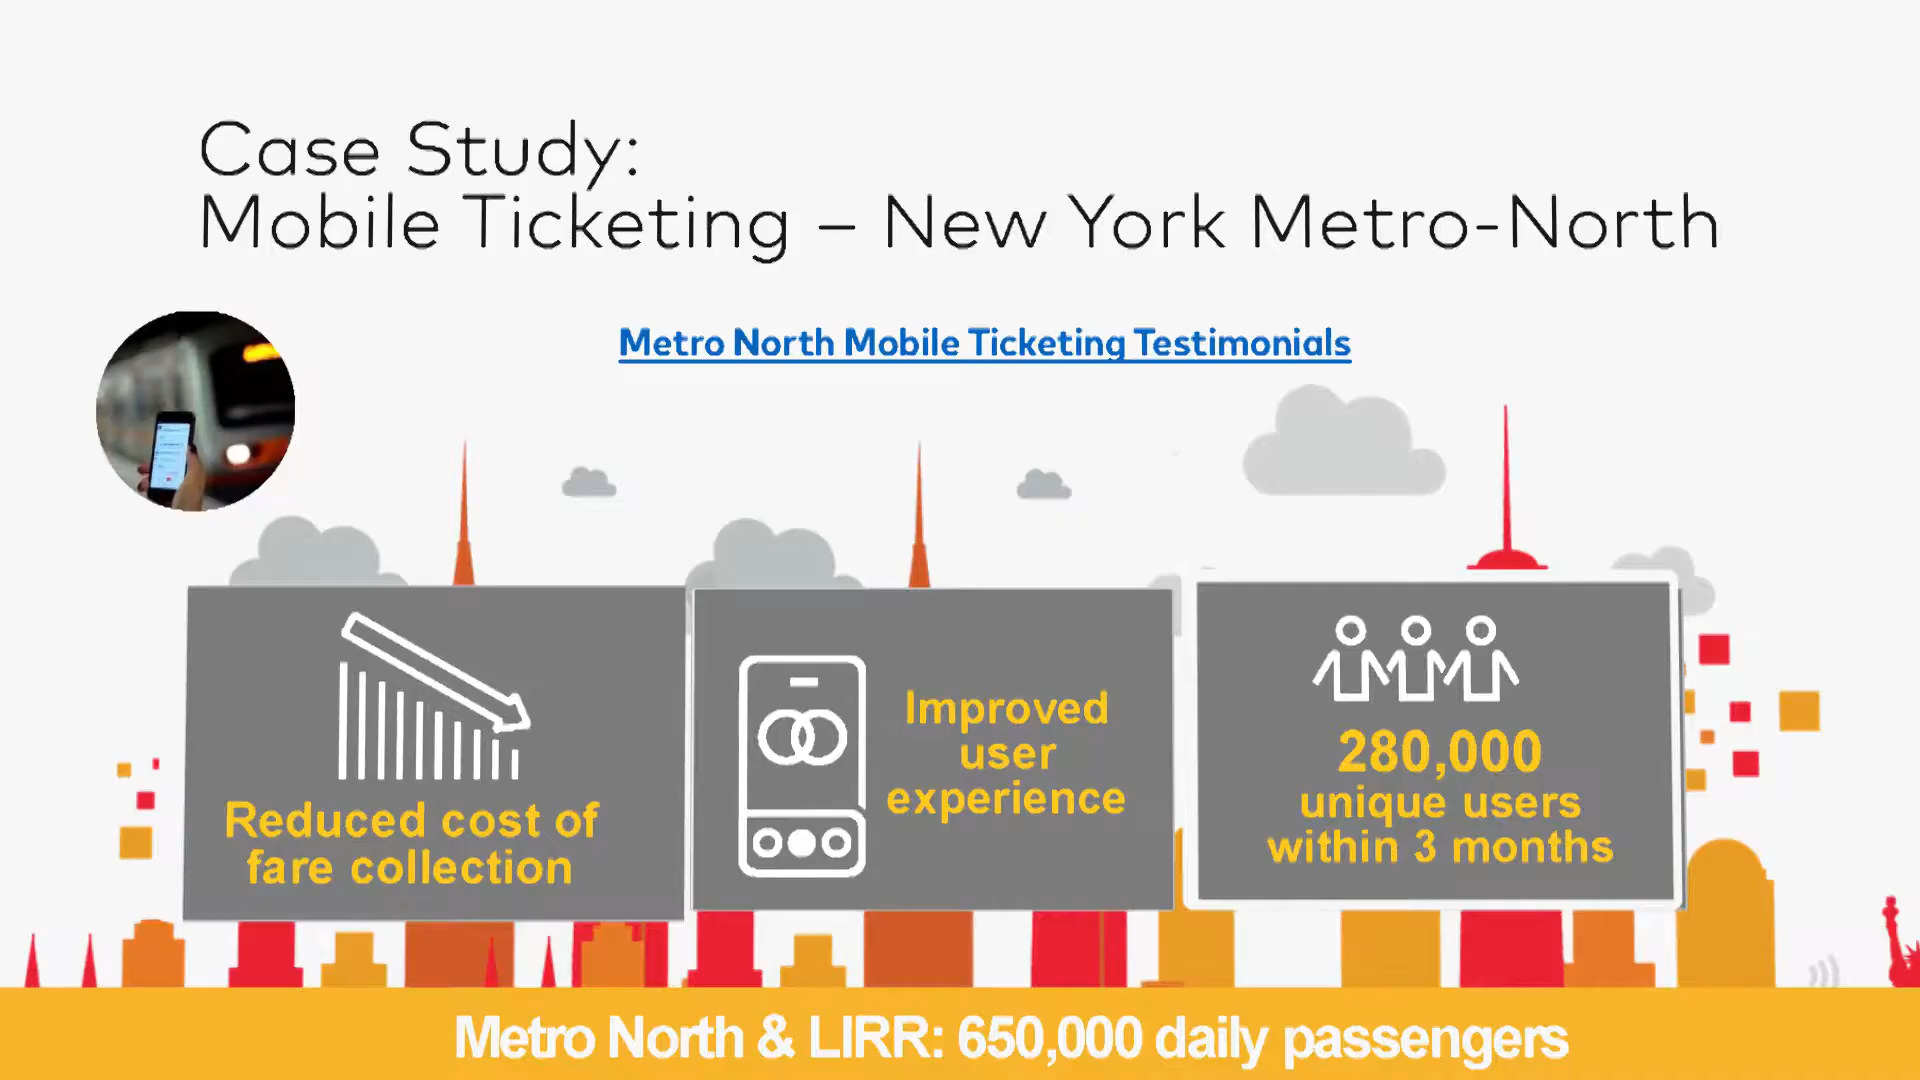 Case Study:
Mobile Ticketing – New York Metro-North
Metro North Mobile Ticketing Testimonials
Reduced cost of
fare collection
Improved
user
experience
280,000
unique users
within 3 months
Metro North & LIRR: 650,000 daily passengers